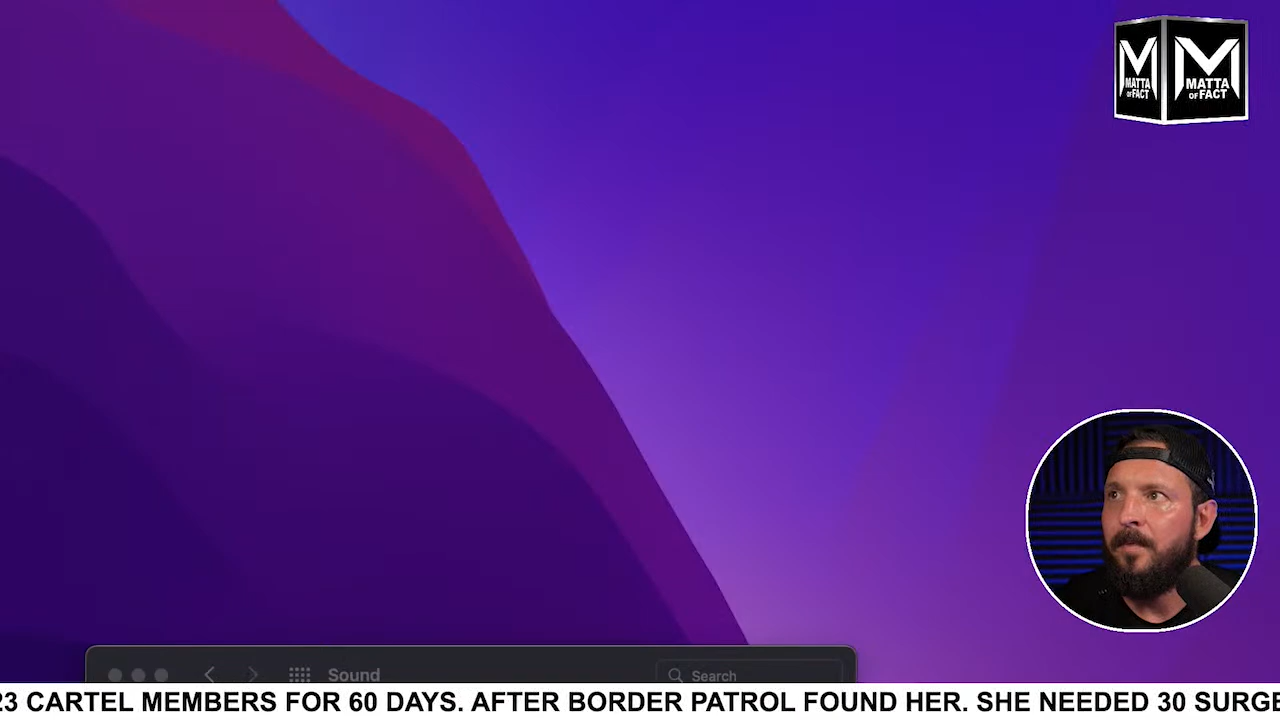 MATTA
OF FACT
MATTA
OF FACT
Sound
Search
23 CARTEL MEMBERS FOR 60 DAYS. AFTER BORDER PATROL FOUND HER. SHE NEEDED 30 SURGE